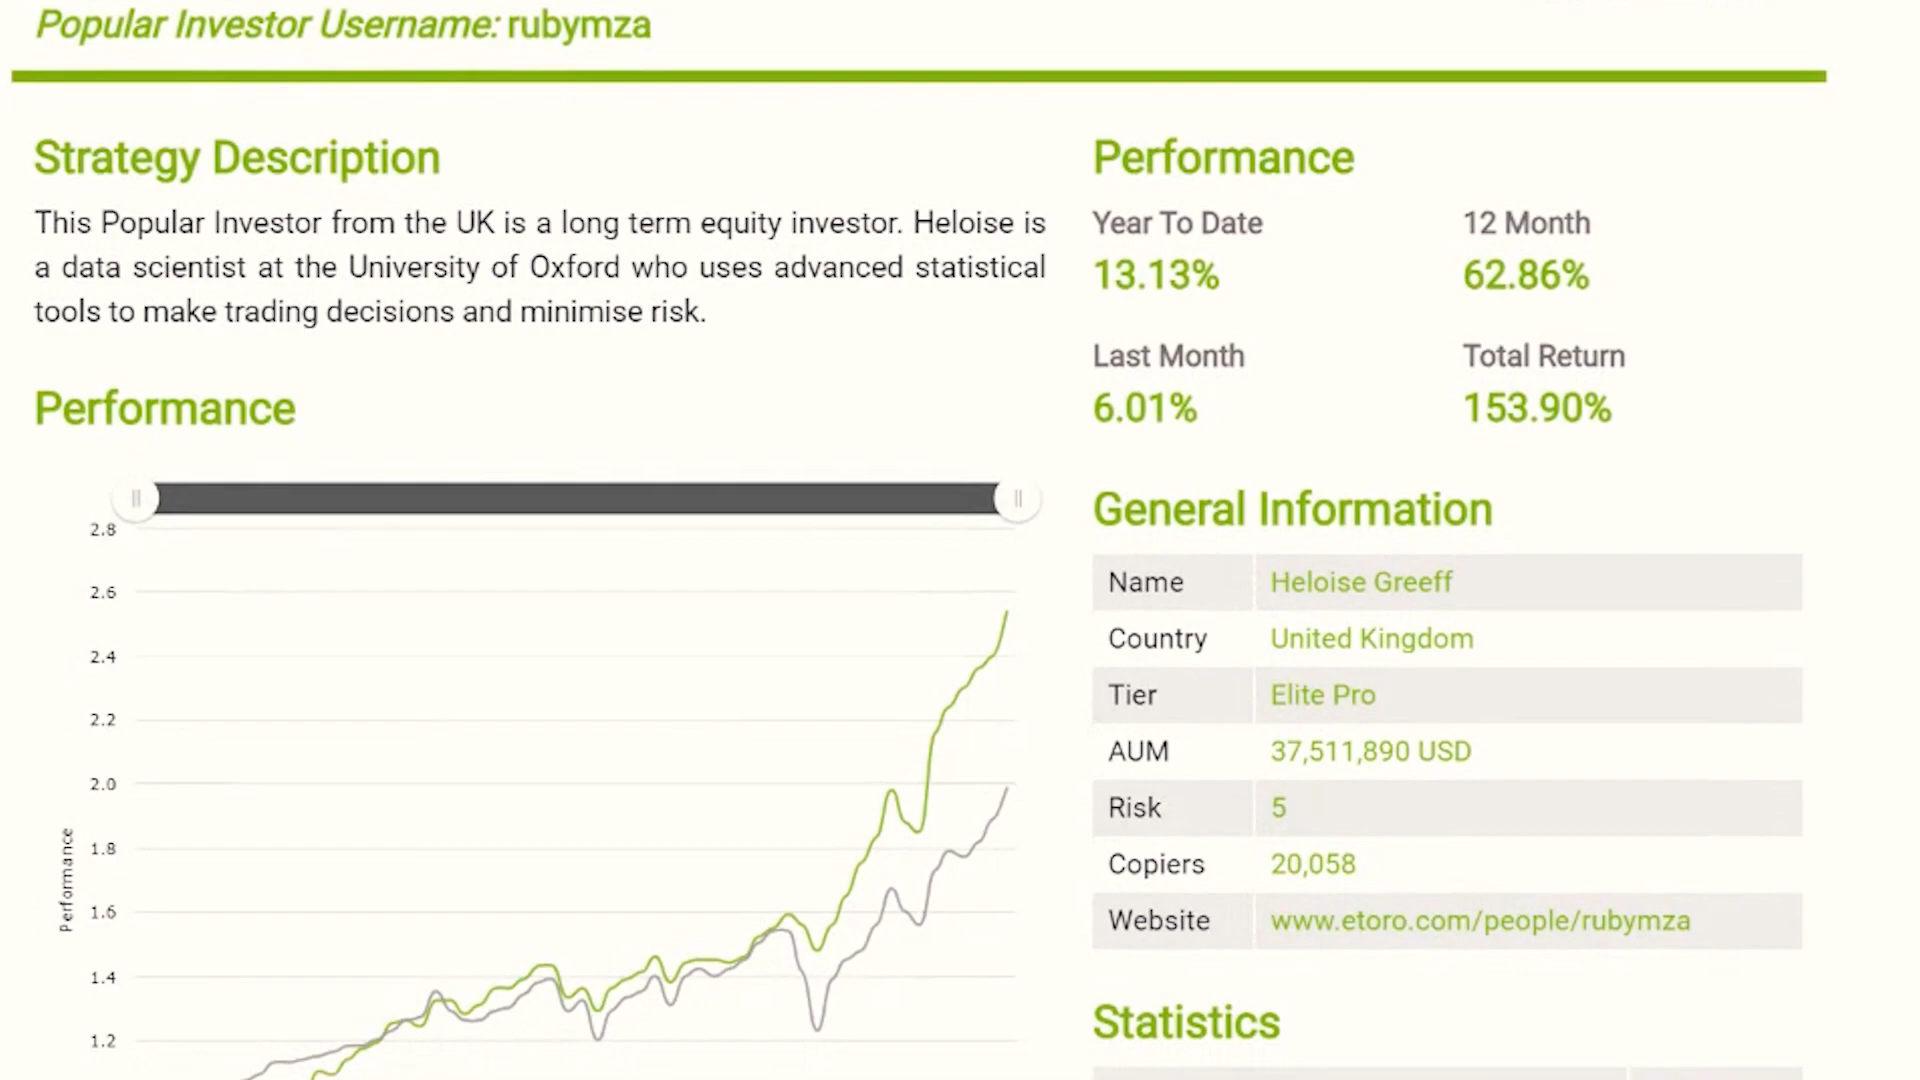 Popular Investor Username: rubymza
Strategy Description
This Popular Investor from the UK is a long term equity investor. Heloise is
a data scientist at the University of Oxford who uses advanced statistical
tools to make trading decisions and minimise risk.
Performance
2.8
2.6
2.4
2.2
2.0
1.8
1.6
1.4
1.2
Performance
Performance
Year To Date 12 Month
13.13% 62.86%
Last Month Total Return
6.01% 153.90%
General Information
Name Heloise Greeff
Country United Kingdom
Tier Elite Pro
AUM 37,511,890 USD
Risk 5
Copiers 20,058
Website www.etoro.com/people/rubymza
Statistics